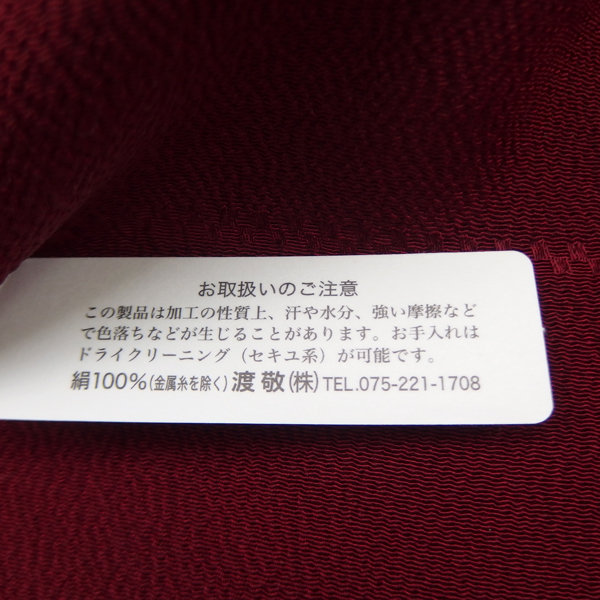 お取扱いのご注意
この製品は加工の性質上、汗や水分、強い摩擦など
で色落ちなどが生じることがあります。お手入れは
ドライクリーニング（セキユ系）が可能です。
絹100%(金属糸を除く)渡敬(株)TEL.075-221-1708